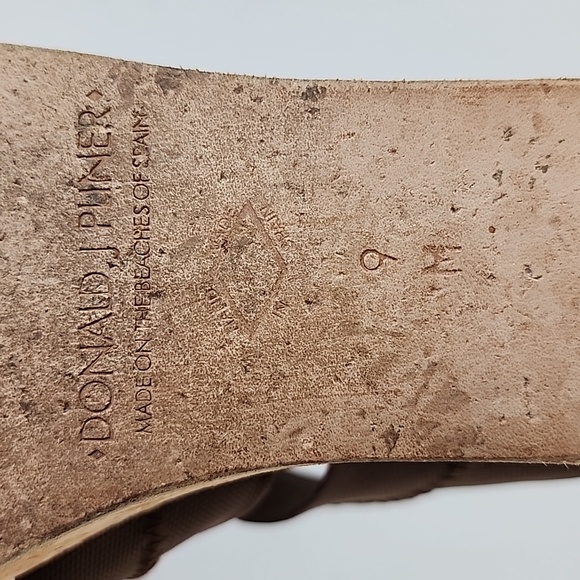 ·DONALD J PLINER·
MADE ON THE BEACHES OF SPAIN
9 M